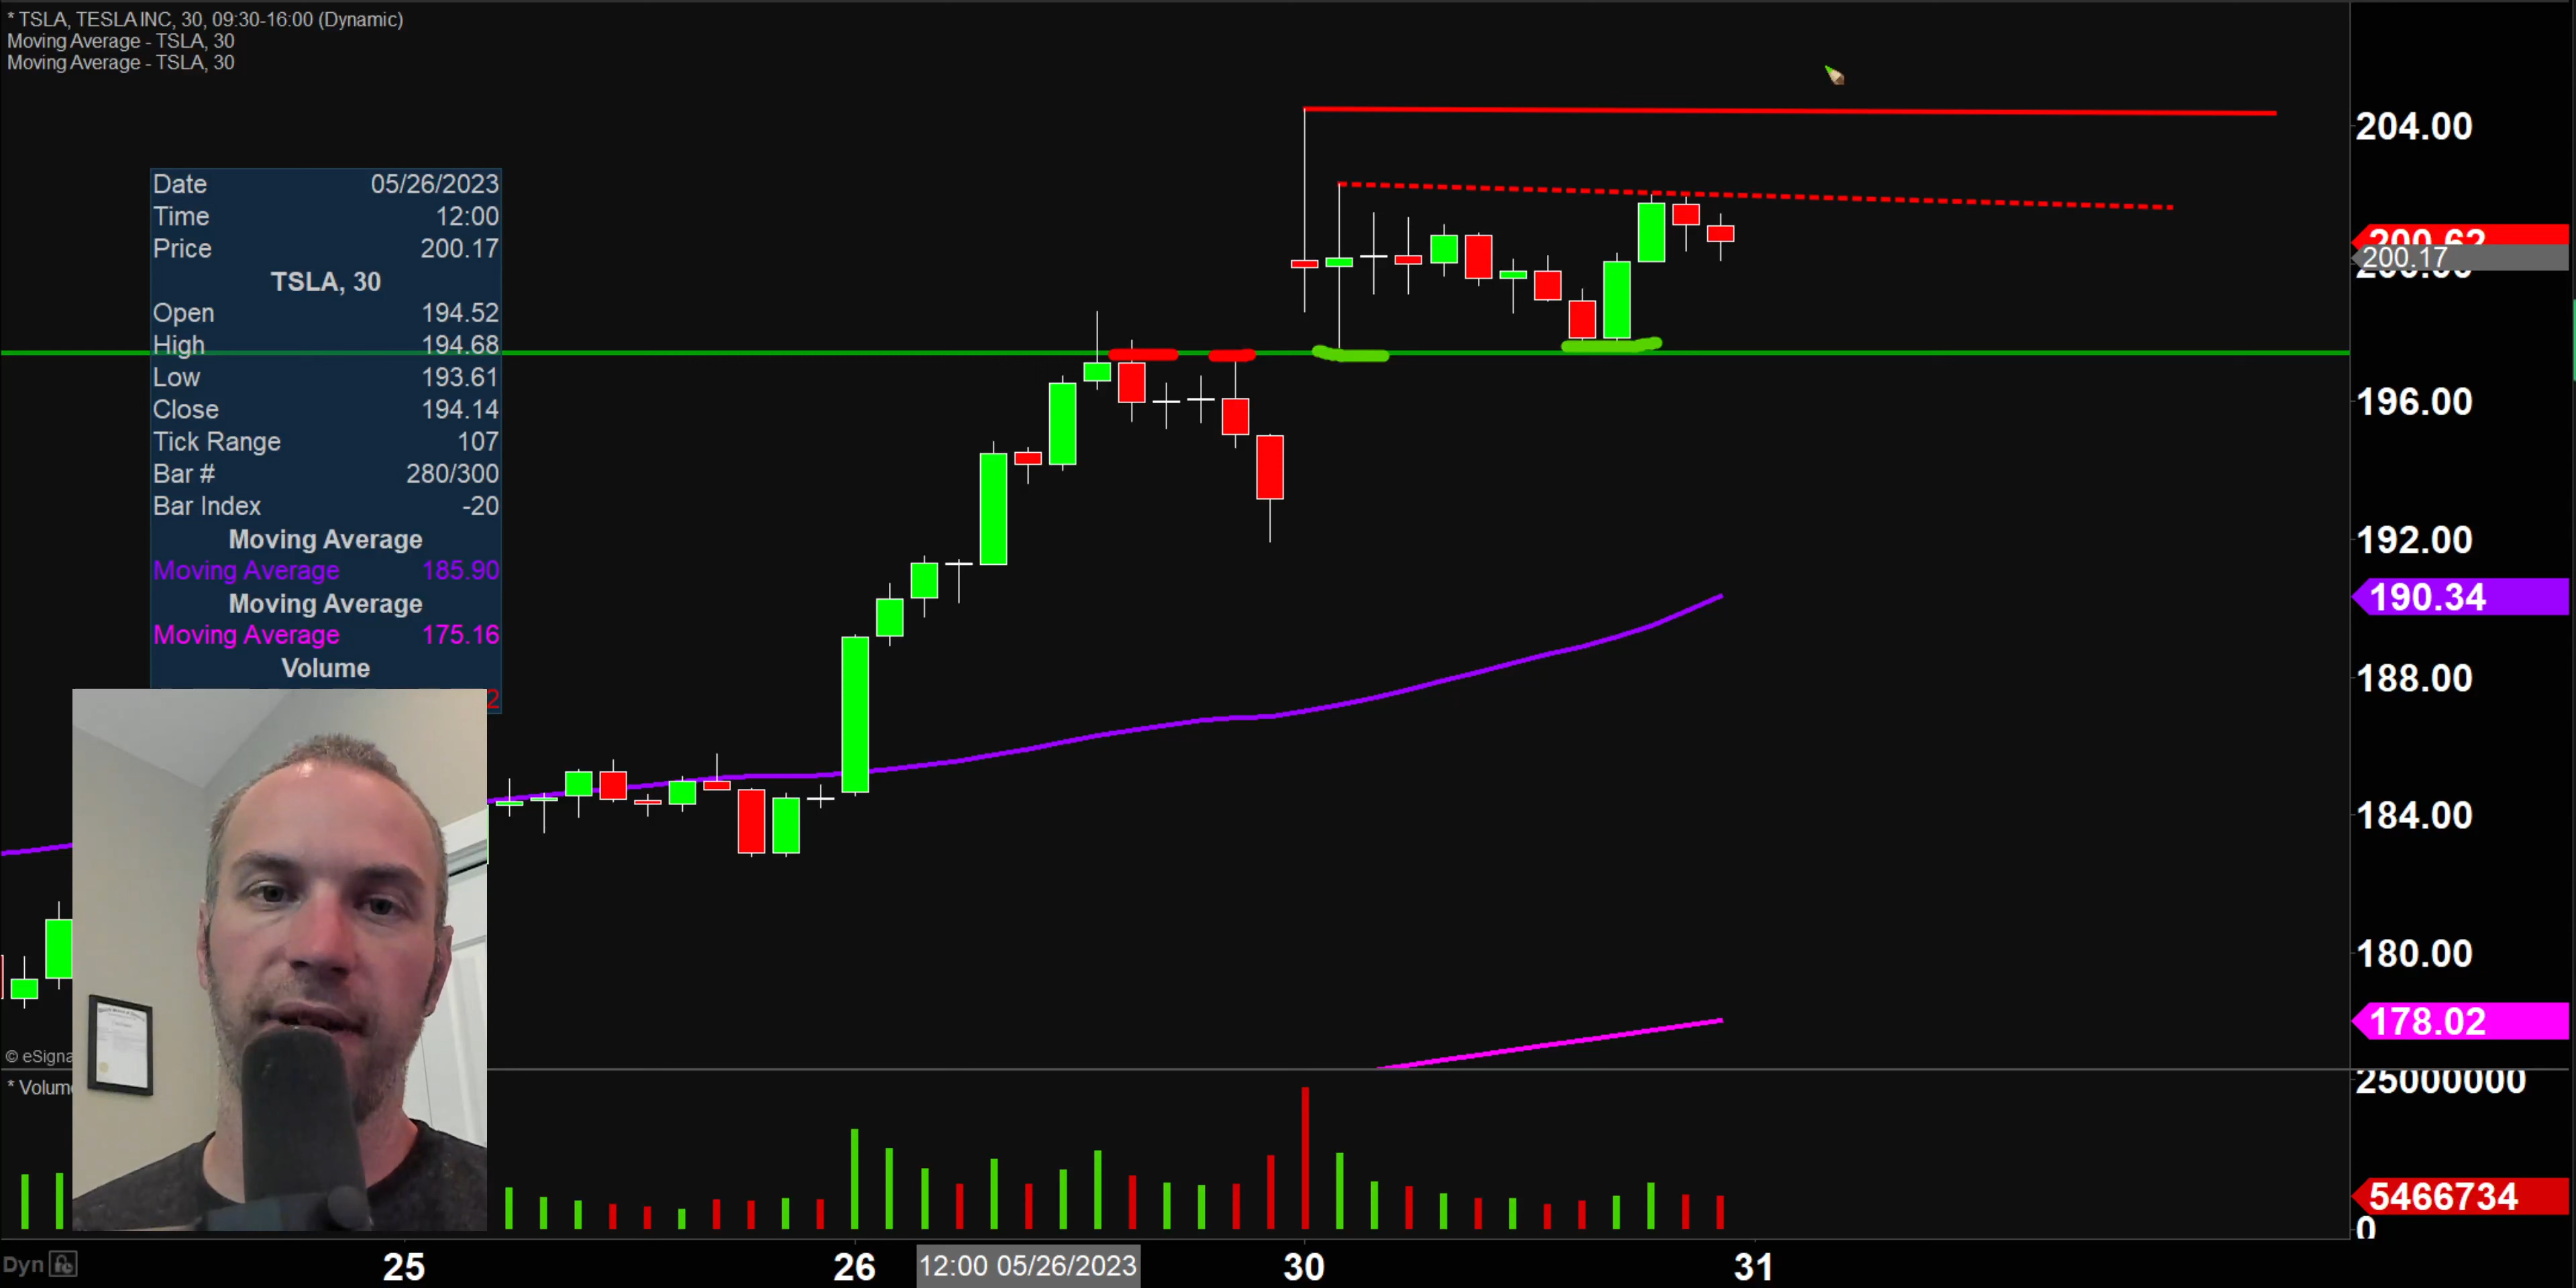 * TSLA, TESLA INC, 30, 09:30-16:00 (Dynamic)
Moving Average - TSLA, 30
Moving Average - TSLA, 30
Date 05/26/2023
Time 12:00
Price 200.17
TSLA, 30
Open 194.52
High 194.68
Low 193.61
Close 194.14
Tick Range 107
Bar # 280/300
Bar Index -20
Moving Average
Moving Average 185.90
Moving Average
Moving Average 175.16
Volume
2
204.00
200.62
200.17
196.00
192.00
190.34
188.00
184.00
180.00
178.02
© eSigna
* Volum
25000000
5466734
0
Dyn
25
26
12:00 05/26/2023
30
31